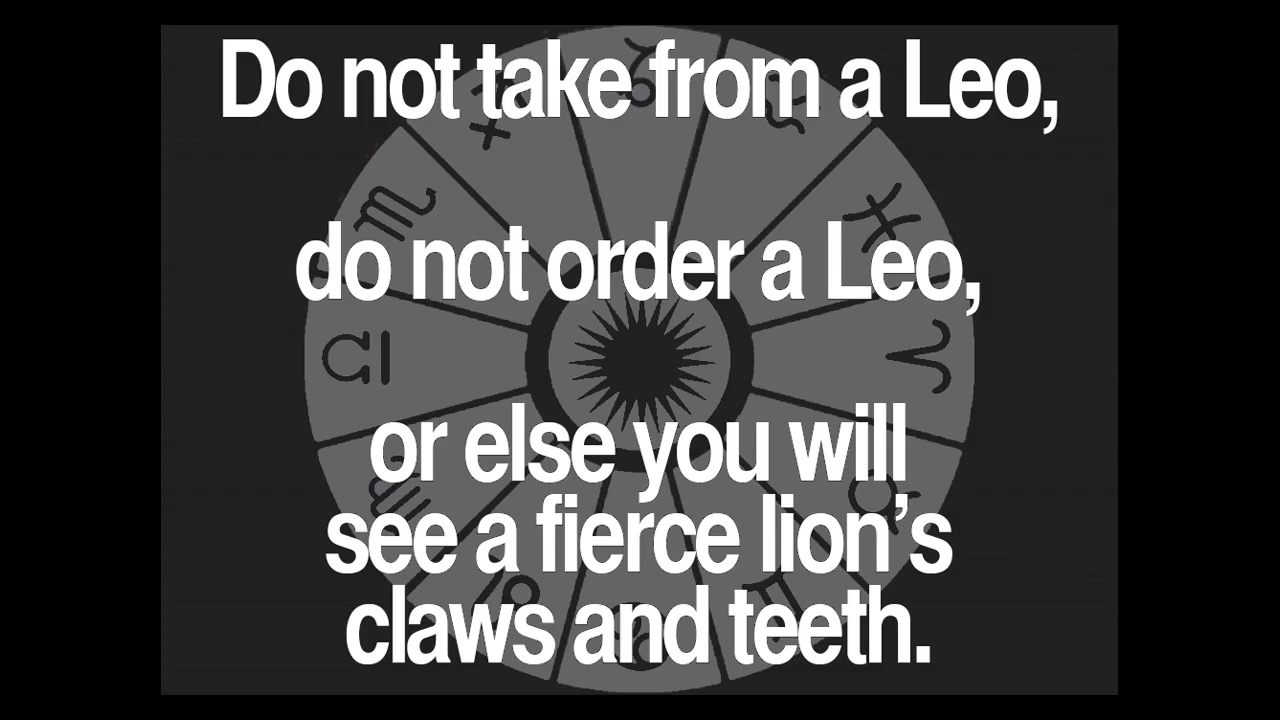 Do not take from a Leo,
do not order a Leo,
or else you will
see a fierce lion’s
claws and teeth.